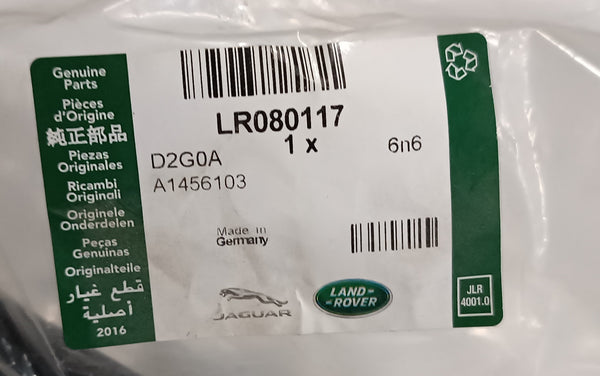 Genuine
Parts
Pièces
d'Origine
純正部品
Piezas
Originales
Ricambi
Originali
Originele
Onderdelen
Peças
Genuinas
Originalteile
قطع غيار
أصلية
2016
LR080117
1 x
6n6
D2G0A
A1456103
Made in
Germany
JAGUAR
LAND-
-ROVER
JLR
4001.0